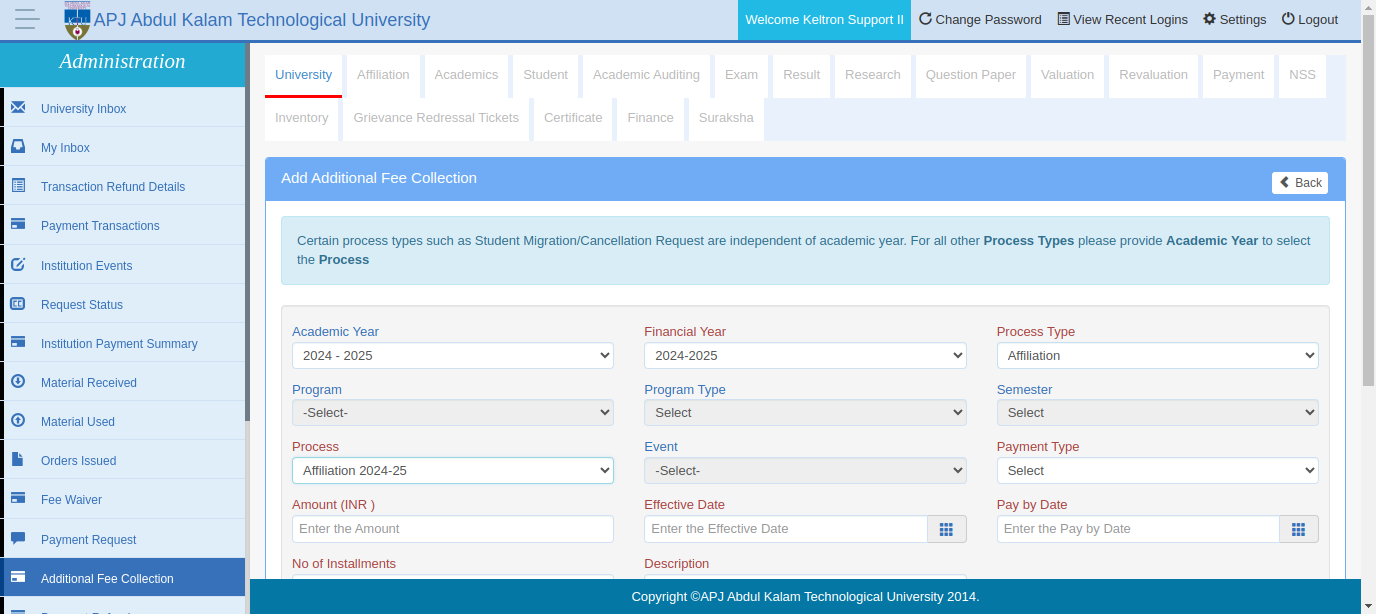 APJ Abdul Kalam Technological University
Welcome Keltron Support II
Change Password
View Recent Logins
Settings
Logout
Administration
University Inbox
My Inbox
Transaction Refund Details
Payment Transactions
Institution Events
Request Status
Institution Payment Summary
Material Received
Material Used
Orders Issued
Fee Waiver
Payment Request
Additional Fee Collection
University
Affiliation
Academics
Student
Academic Auditing
Exam
Result
Research
Question Paper
Valuation
Revaluation
Payment
NSS
Inventory
Grievance Redressal Tickets
Certificate
Finance
Suraksha
Add Additional Fee Collection
Back
Certain process types such as Student Migration/Cancellation Request are independent of academic year. For all other Process Types please provide Academic Year to select
the Process
Academic Year
Financial Year
Process Type
2024 - 2025
2024-2025
Affiliation
Program
Program Type
Semester
-Select-
Select
Select
Process
Event
Payment Type
Affiliation 2024-25
-Select-
Select
Amount (INR )
Effective Date
Pay by Date
Enter the Amount
Enter the Effective Date
Enter the Pay by Date
No of Installments
Description
Copyright ©APJ Abdul Kalam Technological University 2014.